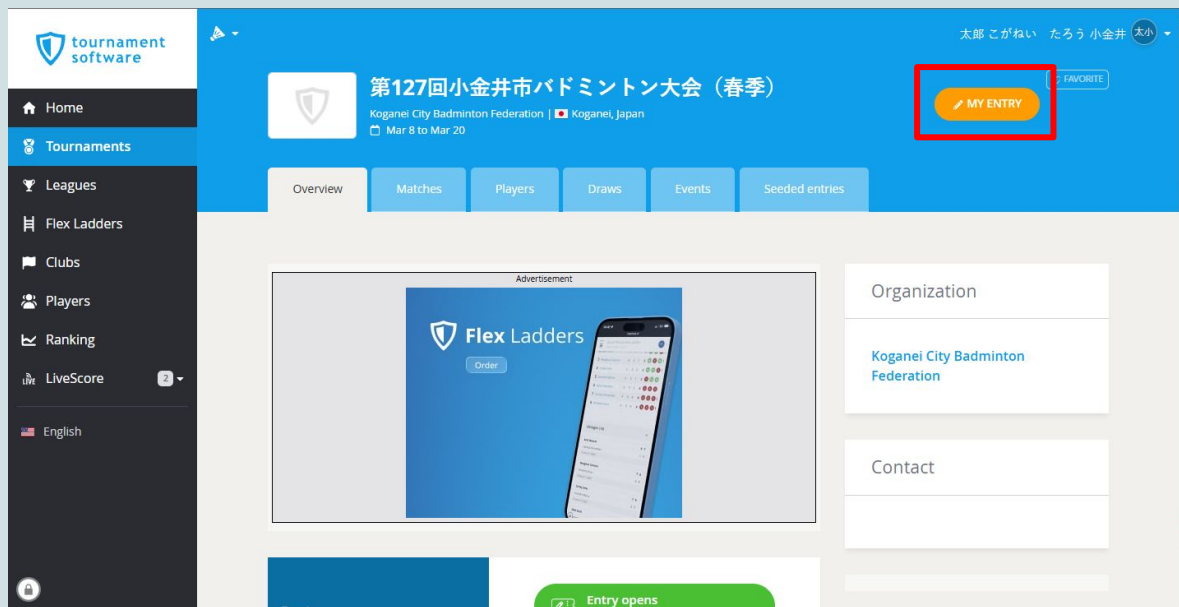 tournament
software
Home
Tournaments
Leagues
Flex Ladders
Clubs
Players
Ranking
LIVE LiveScore 2
English
太郎 こがねい たろう 小金井 太小
第127回小金井市バドミントン大会（春季）
Koganei City Badminton Federation | Koganei, Japan
Mar 8 to Mar 20
MY ENTRY
FAVORITE
Overview Matches Players Draws Events Seeded entries
Advertisement
Flex Ladders
Order
Organization
Koganei City Badminton
Federation
Contact
Entry opens